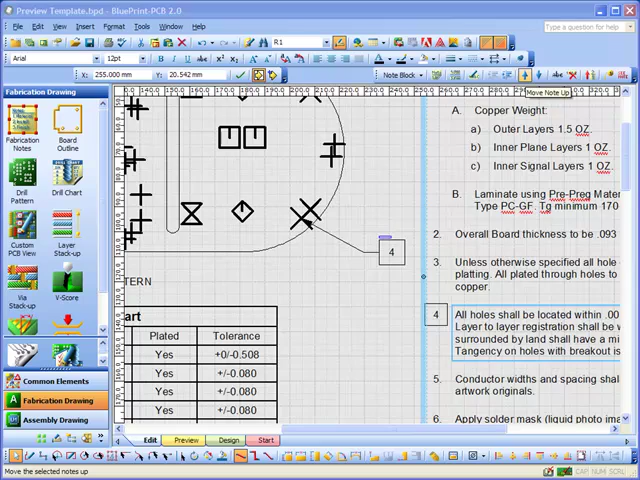 Preview Template.hpd - BluePrint-PCB 2.0
File Edit View Insert Format Tools Window Help
Type a question for help
R1
Arial 12pt
X: 255.000 mm Y: 20.542 mm
Note Block
Move Note Up
Fabrication Drawing
Fabrication Notes
Board Outline
Drill Pattern
Drill Chart
Custom PCB View
Layer Stack-up
Via Stack-up
V-Score
Common Elements
Fabrication Drawing
Assembly Drawing
4
TERN
art
Plated Tolerance
Yes +0/-0.508
Yes +/-0.080
Yes +/-0.080
Yes +/-0.080
A. Copper Weight:
a) Outer Layers 1.5 OZ.
b) Inner Plane Layers 1 OZ.
c) Inner Signal Layers 1 OZ.
B. Laminate using Pre-Preg Mater
Type PC-GF. Tg minimum 170
2. Overall Board thickness to be .093
3. Unless otherwise specified all hole
platting. All plated through holes to
copper.
4 All holes shall be located within .00
Layer to layer registration shall be w
surrounded by land shall have a mi
Tangency on holes with breakout is
5. Conductor widths and spacing shal
artwork originals.
6. Apply solder mask (liquid photo ima
Edit Preview Design Start
Move the selected notes up
CAP NUM SCRL